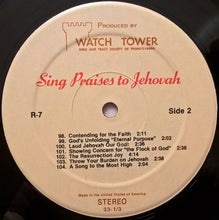 PRODUCED BY
WATCH TOWER
BIBLE AND TRACT SOCIETY OF PENNSYLVANIA
Sing Praises to Jehovah
R-7
Side 2
98. Contending for the Faith 2:11
99. God's Unfolding "Eternal Purpose" 2:41
100. Laud Jehovah Our God! 2:38
101. Showing Concern for "the Flock of God" 2:38
102. The Resurrection Joy 2:38
103. Throw Your Burden on Jehovah 2:38
104. A Song to the Most High 2:34
Made in the United States of America
STEREO
33-1/3